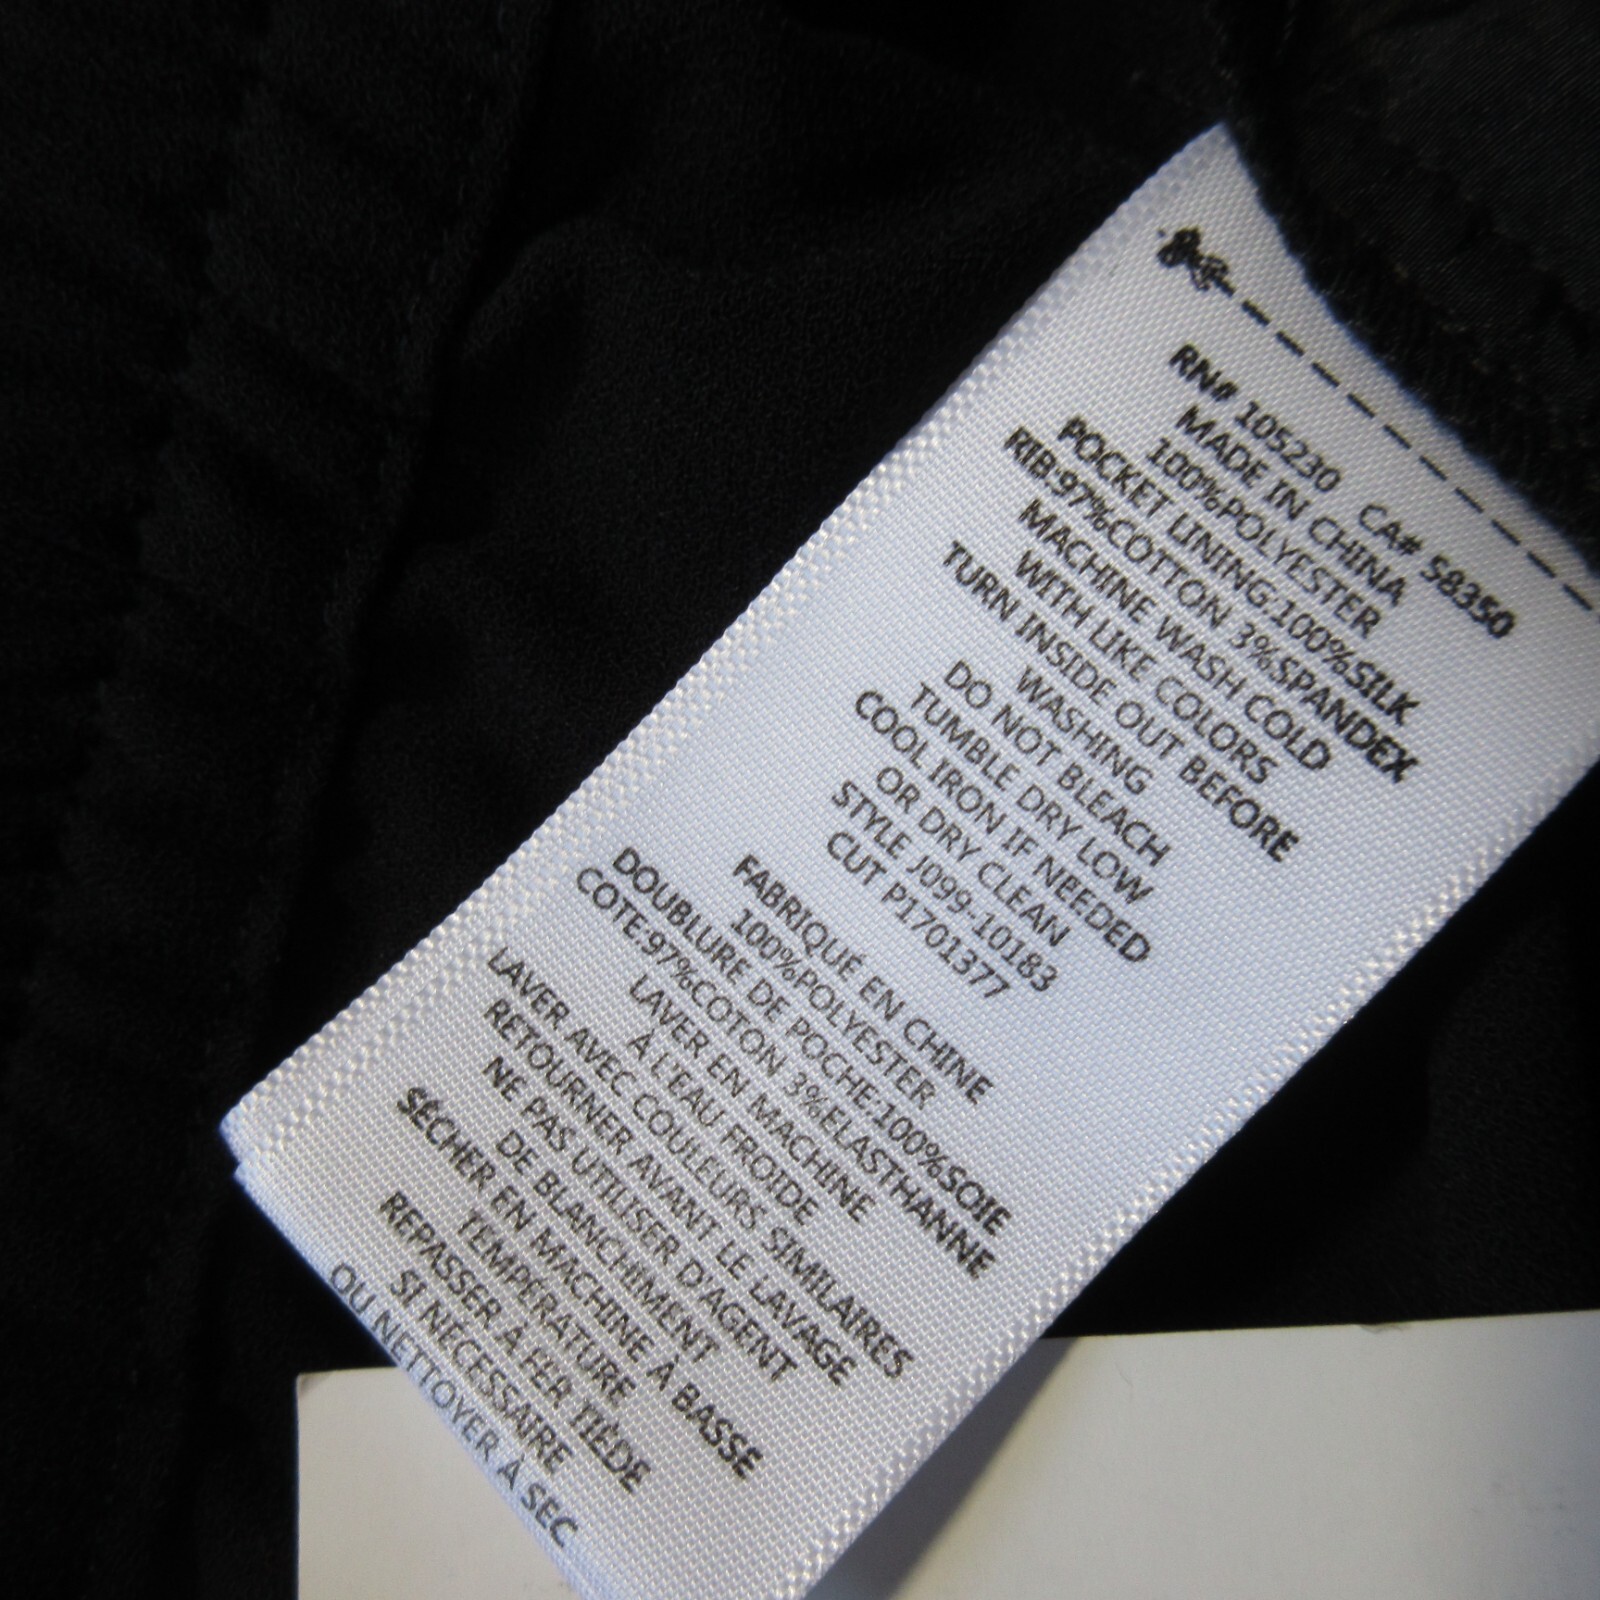 RN# 105230 CA# 58350
MADE IN CHINA
100%POLYESTER
POCKET LINING:100%SILK
RIB:97%COTTON 3%SPANDEX
MACHINE WASH COLD
WITH LIKE COLORS
TURN INSIDE OUT BEFORE
WASHING
DO NOT BLEACH
TUMBLE DRY LOW
COOL IRON IF NEEDED
OR DRY CLEAN
STYLE J099-10183
CUT P1701377
FABRIQUÉ EN CHINE
100%POLYESTER
DOUBLURE DE POCHE:100%SOIE
COTE:97%COTON 3%ELASTHANNE
LAVER EN MACHINE
À L'EAU FROIDE
LAVER AVEC COULEURS SIMILAIRES
RETOURNER AVANT LE LAVAGE
NE PAS UTILISER D'AGENT
DE BLANCHIMENT
SÉCHER EN MACHINE À BASSE
TEMPÉRATURE
REPASSER À FER TIÈDE
SI NECESSAIRE
OU NETTOYER À SEC